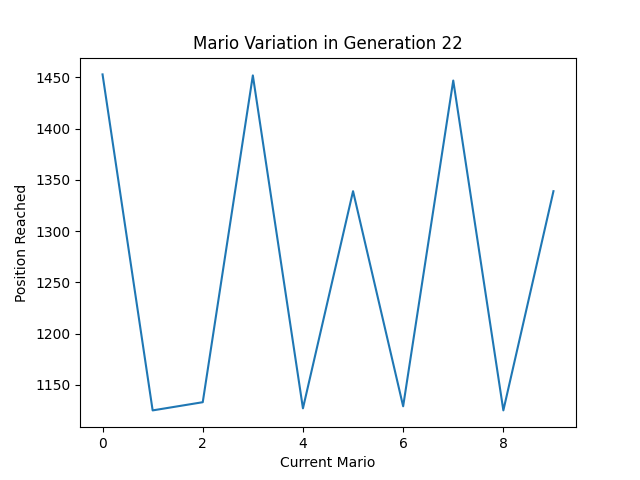 Mario Variation in Generation 22
1450
1400
1350
1300
1250
1200
1150
Position Reached
0 2 4 6 8
Current Mario